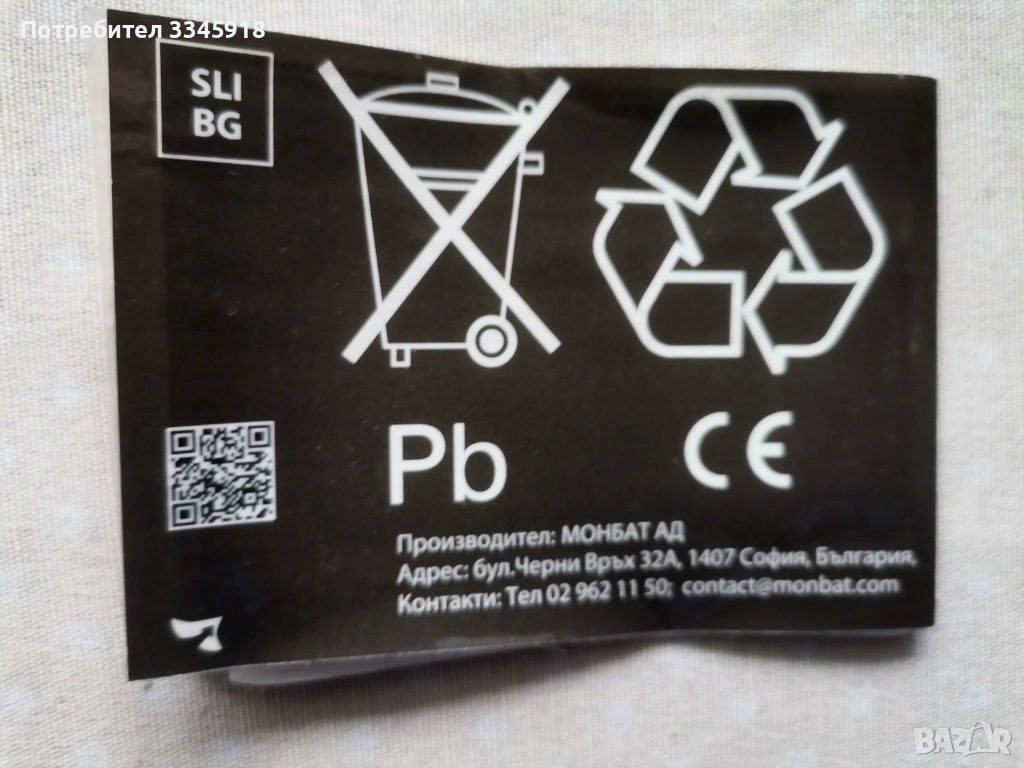 Потребител 3345918
SLI
BG
Pb
CE
Производител: МОНБАТ АД
Адрес: бул.Черни Връх 32А, 1407 София, България,
Контакти: Тел 02 962 11 50; contact@monbat.com
BAZAR